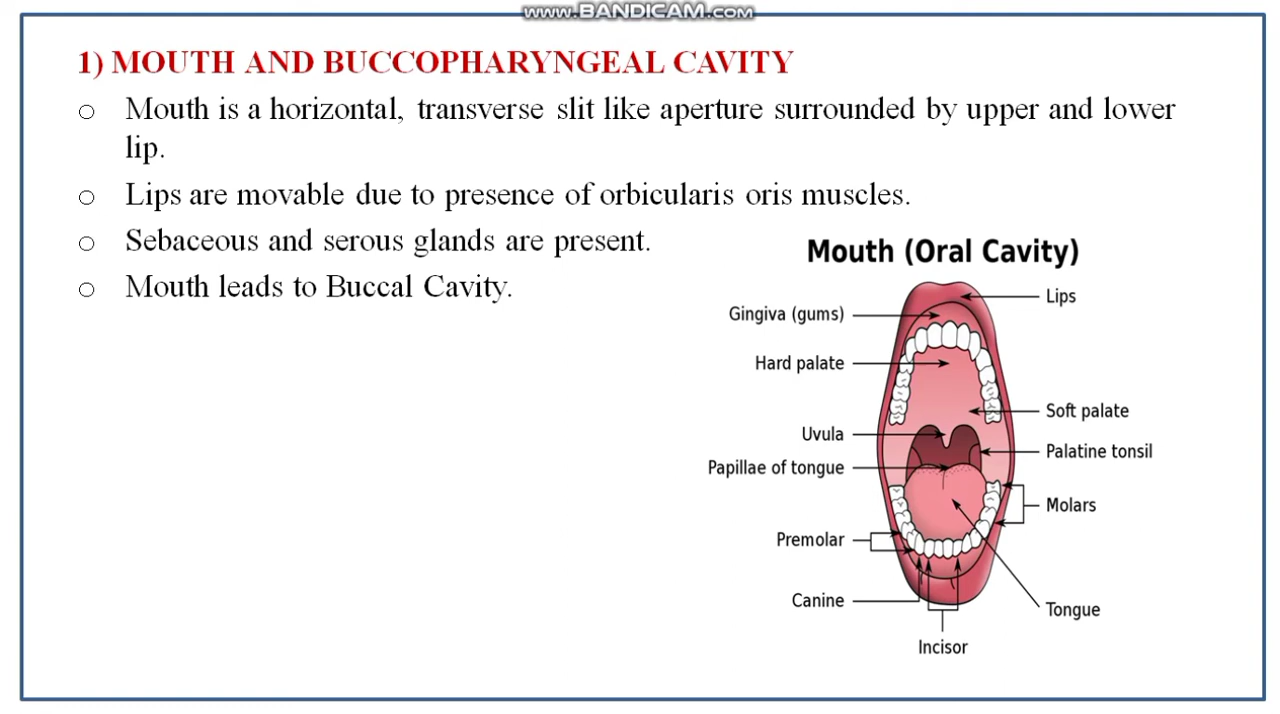 www.BANDICAM.com
1) MOUTH AND BUCCOPHARYNGEAL CAVITY
o Mouth is a horizontal, transverse slit like aperture surrounded by upper and lower
lip.
o Lips are movable due to presence of orbicularis oris muscles.
o Sebaceous and serous glands are present.
o Mouth leads to Buccal Cavity.
Mouth (Oral Cavity)
Lips
Gingiva (gums)
Hard palate
Soft palate
Uvula
Palatine tonsil
Papillae of tongue
Molars
Premolar
Canine
Tongue
Incisor